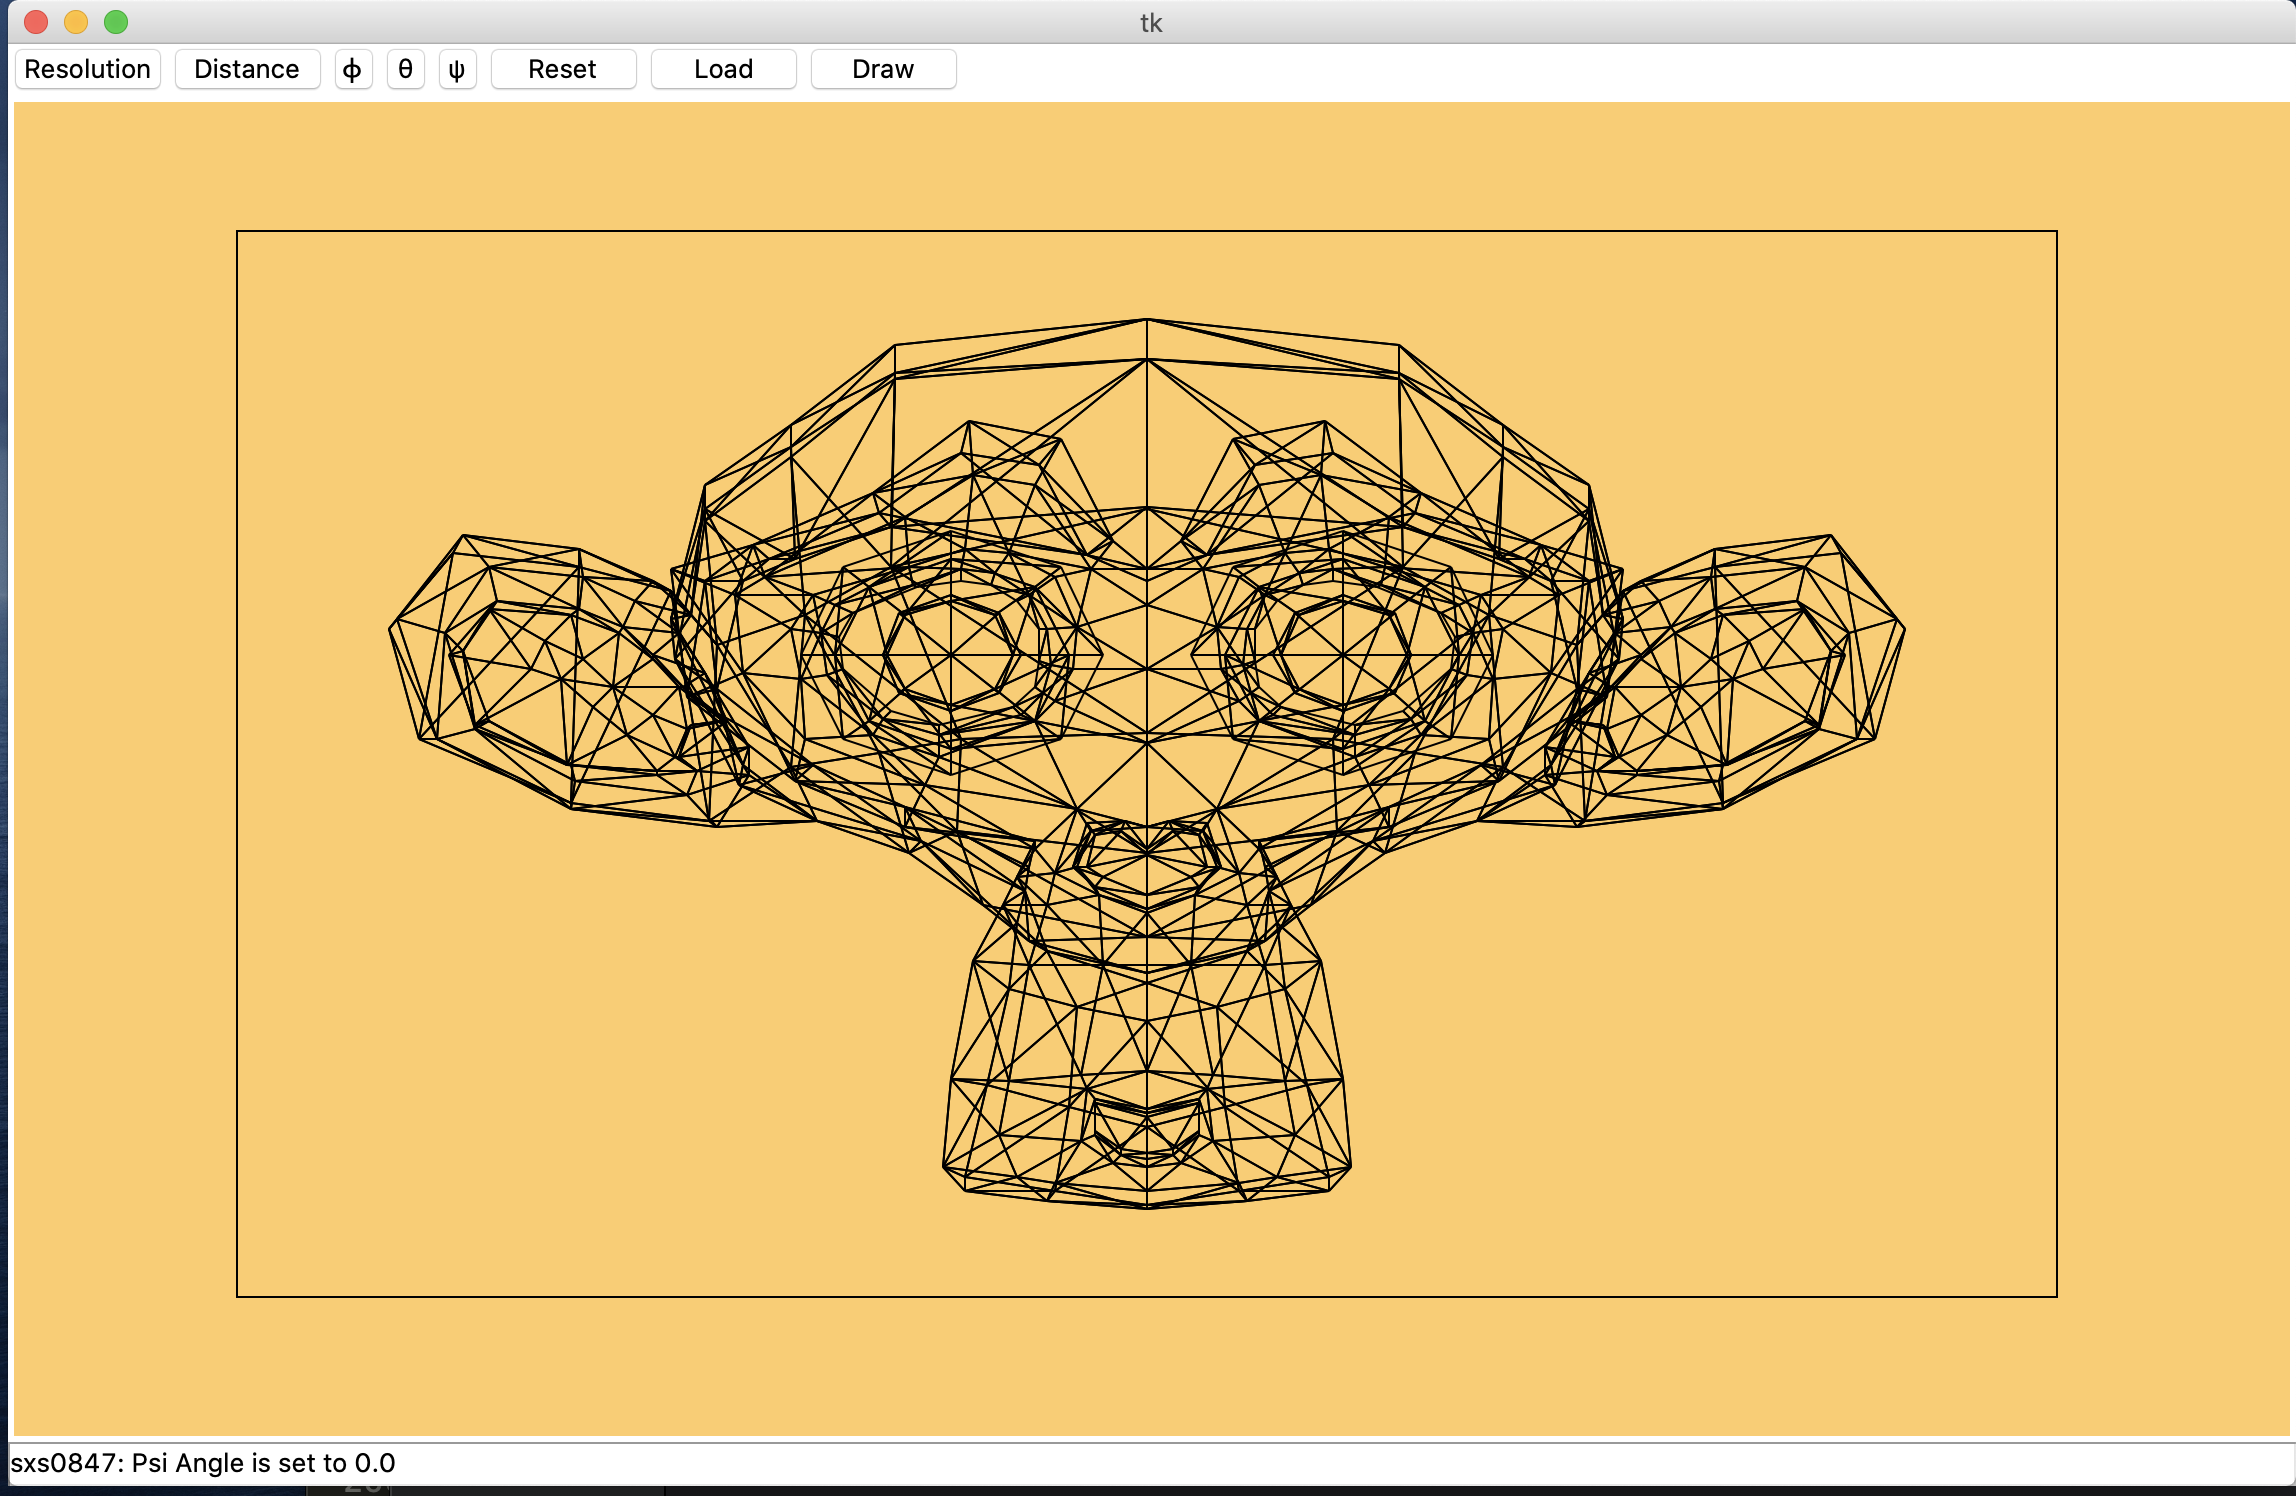 tk
Resolution Distance ϕ θ ψ Reset Load Draw
sxs0847: Psi Angle is set to 0.0